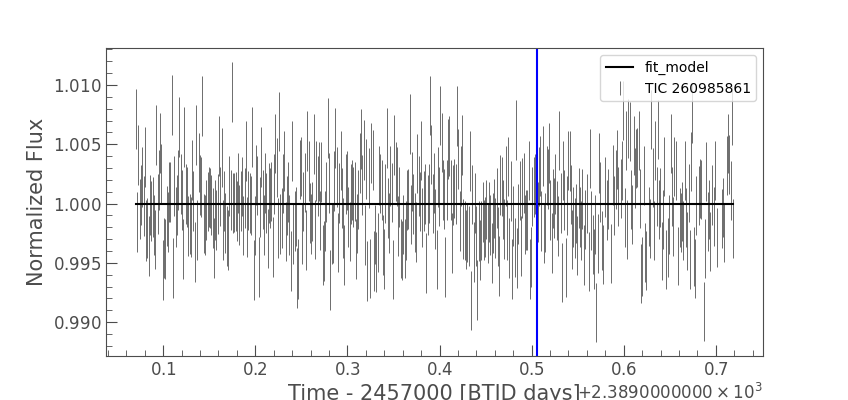 fit_model
TIC 260985861
1.010
1.005
1.000
0.995
0.990
Normalized Flux
0.1 0.2 0.3 0.4 0.5 0.6 0.7
Time - 2457000 [BTJD days]
+2.3890000000 × 10³